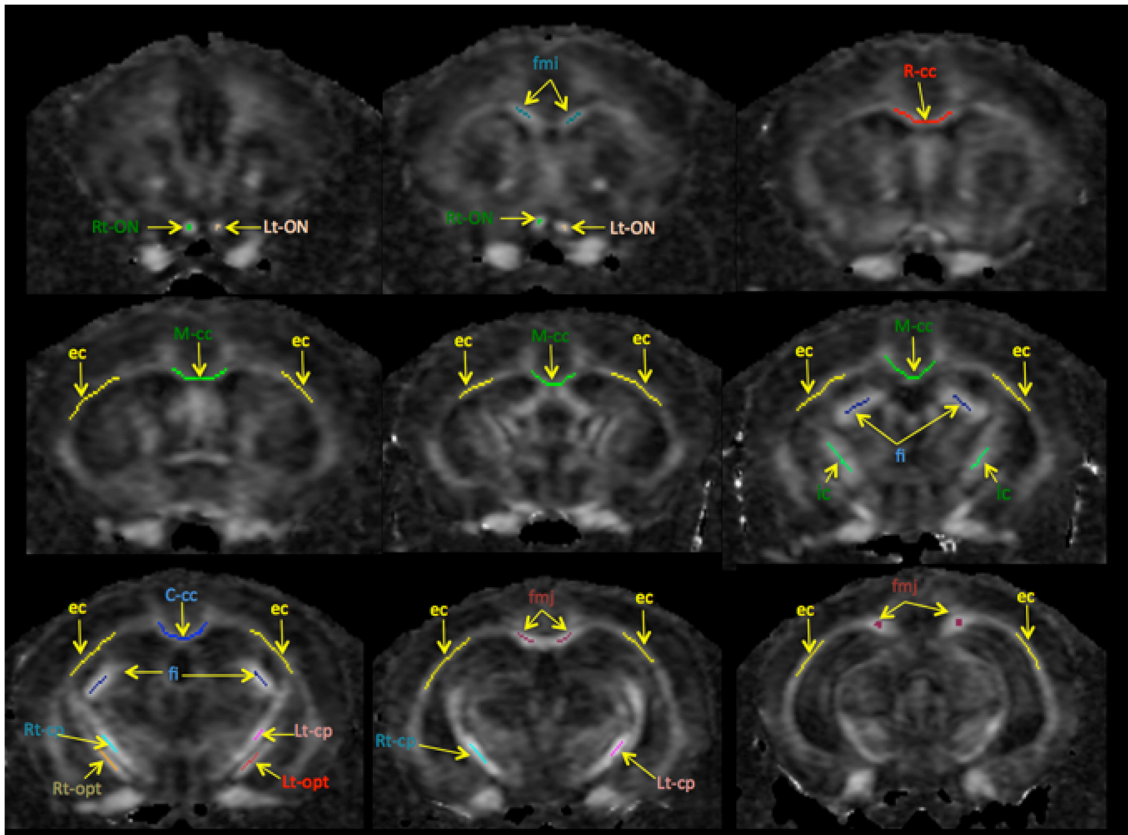 fmi
R-cc
Rt-ON
Lt-ON
Rt-ON
Lt-ON
ec
M-cc
ec
ec
M-cc
ec
ec
M-cc
ec
fi
ic
ic
ec
C-cc
ec
fi
Rt-cp
Lt-cp
Rt-opt
Lt-opt
ec
fmj
ec
Rt-cp
Lt-cp
ec
fmj
ec